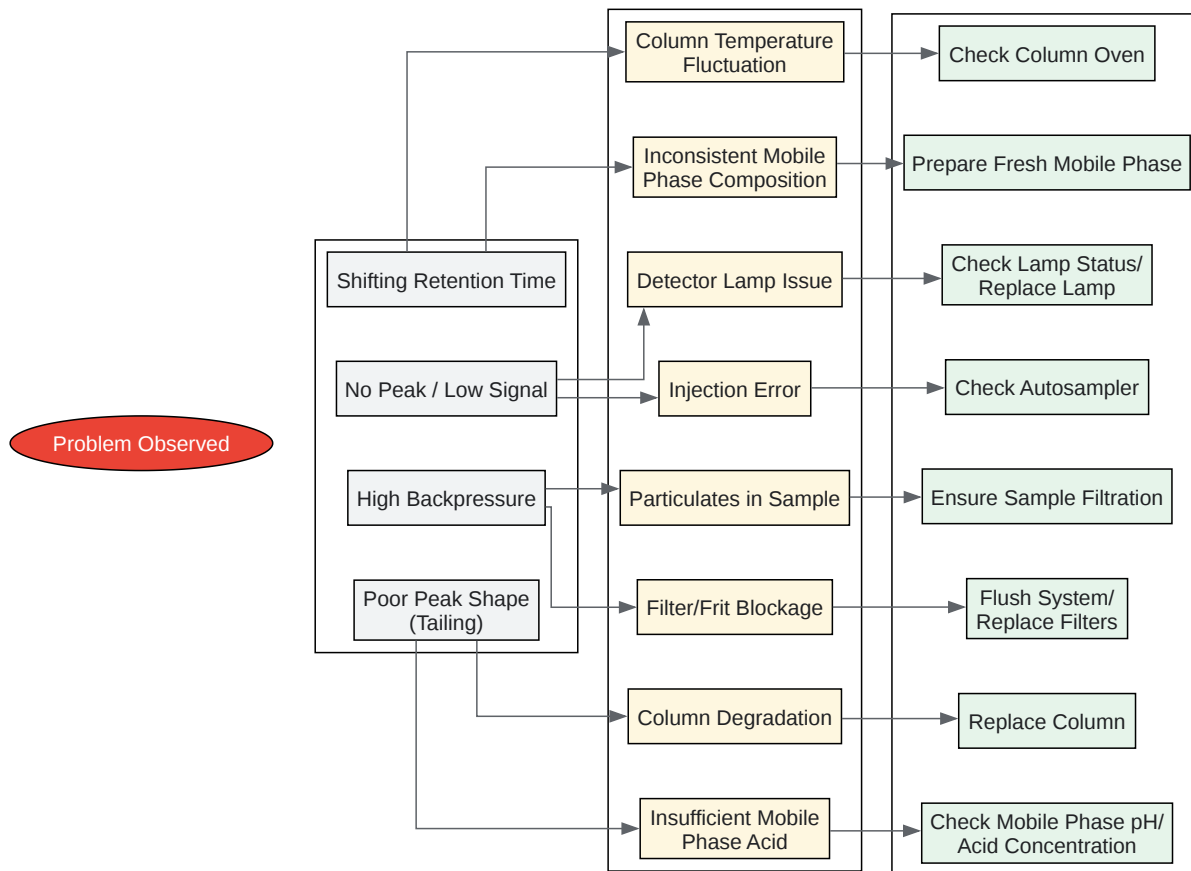 Problem Observed
Shifting Retention Time
No Peak / Low Signal
High Backpressure
Poor Peak Shape
(Tailing)
Column Temperature
Fluctuation
Inconsistent Mobile
Phase Composition
Detector Lamp Issue
Injection Error
Particulates in Sample
Filter/Frit Blockage
Column Degradation
Insufficient Mobile
Phase Acid
Check Column Oven
Prepare Fresh Mobile Phase
Check Lamp Status/
Replace Lamp
Check Autosampler
Ensure Sample Filtration
Flush System/
Replace Filters
Replace Column
Check Mobile Phase pH/
Acid Concentration